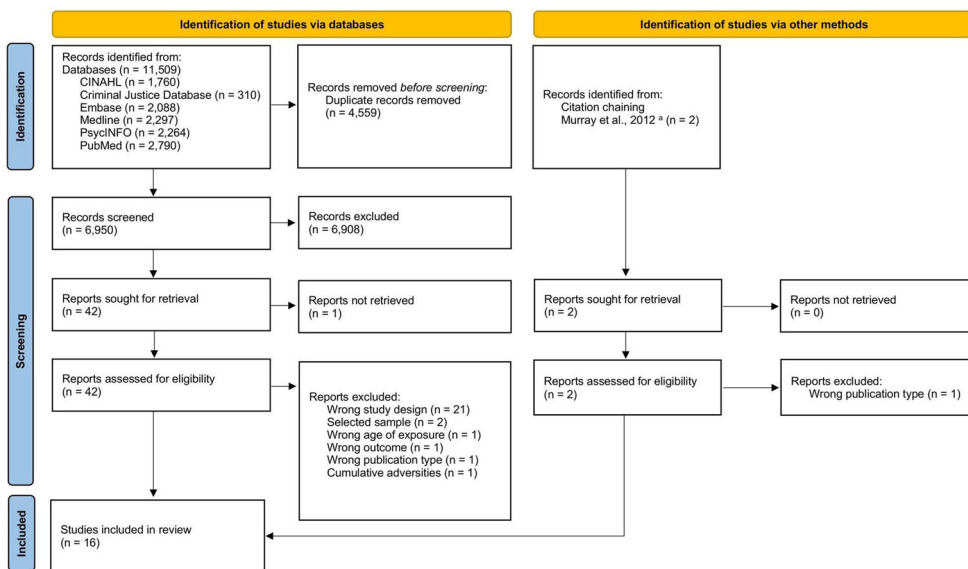 Identification of studies via databases
Identification of studies via other methods
Identification
Records identified from:
Databases (n = 11,509)
CINAHL (n = 1,760)
Criminal Justice Database (n = 310)
Embase (n = 2,088)
Medline (n = 2,297)
PsycINFO (n = 2,264)
PubMed (n = 2,790)
Records removed before screening:
Duplicate records removed
(n = 4,559)
Records identified from:
Citation chaining
Murray et al., 2012 ª (n = 2)
Screening
Records screened
(n = 6,950)
Records excluded
(n = 6,908)
Reports sought for retrieval
(n = 42)
Reports not retrieved
(n = 1)
Reports sought for retrieval
(n = 2)
Reports not retrieved
(n = 0)
Reports assessed for eligibility
(n = 42)
Reports excluded:
Wrong study design (n = 21)
Selected sample (n = 2)
Wrong age of exposure (n = 1)
Wrong outcome (n = 1)
Wrong publication type (n = 1)
Cumulative adversities (n = 1)
Reports assessed for eligibility
(n = 2)
Reports excluded:
Wrong publication type (n = 1)
Included
Studies included in review
(n = 16)